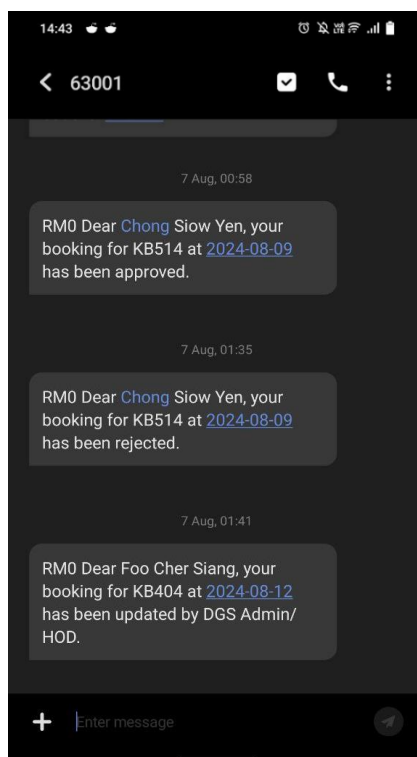 14:43
63001
7 Aug, 00:58
RM0 Dear Chong Siow Yen, your
booking for KB514 at 2024-08-09
has been approved.
7 Aug, 01:35
RM0 Dear Chong Siow Yen, your
booking for KB514 at 2024-08-09
has been rejected.
7 Aug, 01:41
RM0 Dear Foo Cher Siang, your
booking for KB404 at 2024-08-12
has been updated by DGS Admin/
HOD.
Enter message